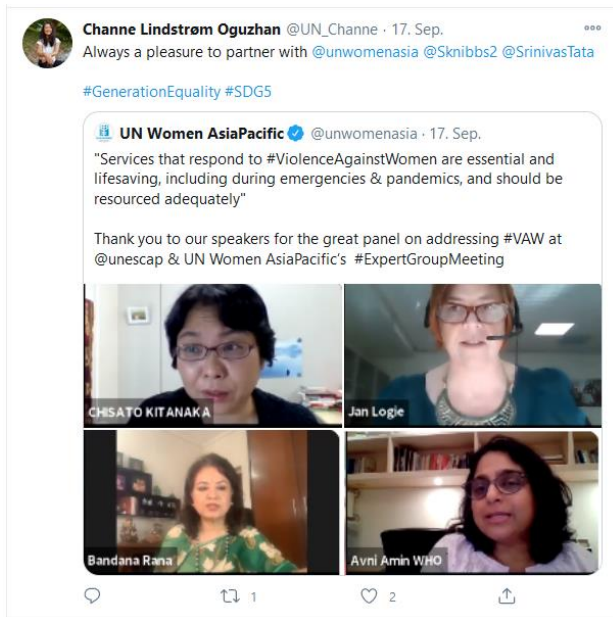 Channe Lindstrøm Oguzhan @UN_Channe · 17. Sep.
Always a pleasure to partner with @unwomenasia @Sknibbs2 @SrinivasTata
#GenerationEquality #SDG5
UN Women AsiaPacific @unwomenasia · 17. Sep.
"Services that respond to #ViolenceAgainstWomen are essential and
lifesaving, including during emergencies & pandemics, and should be
resourced adequately"
Thank you to our speakers for the great panel on addressing #VAW at
@unescap & UN Women AsiaPacific's #ExpertGroupMeeting
CHISATO KITANAKA
Jan Logie
Bandana Rana
Avni Amin WHO
1
2